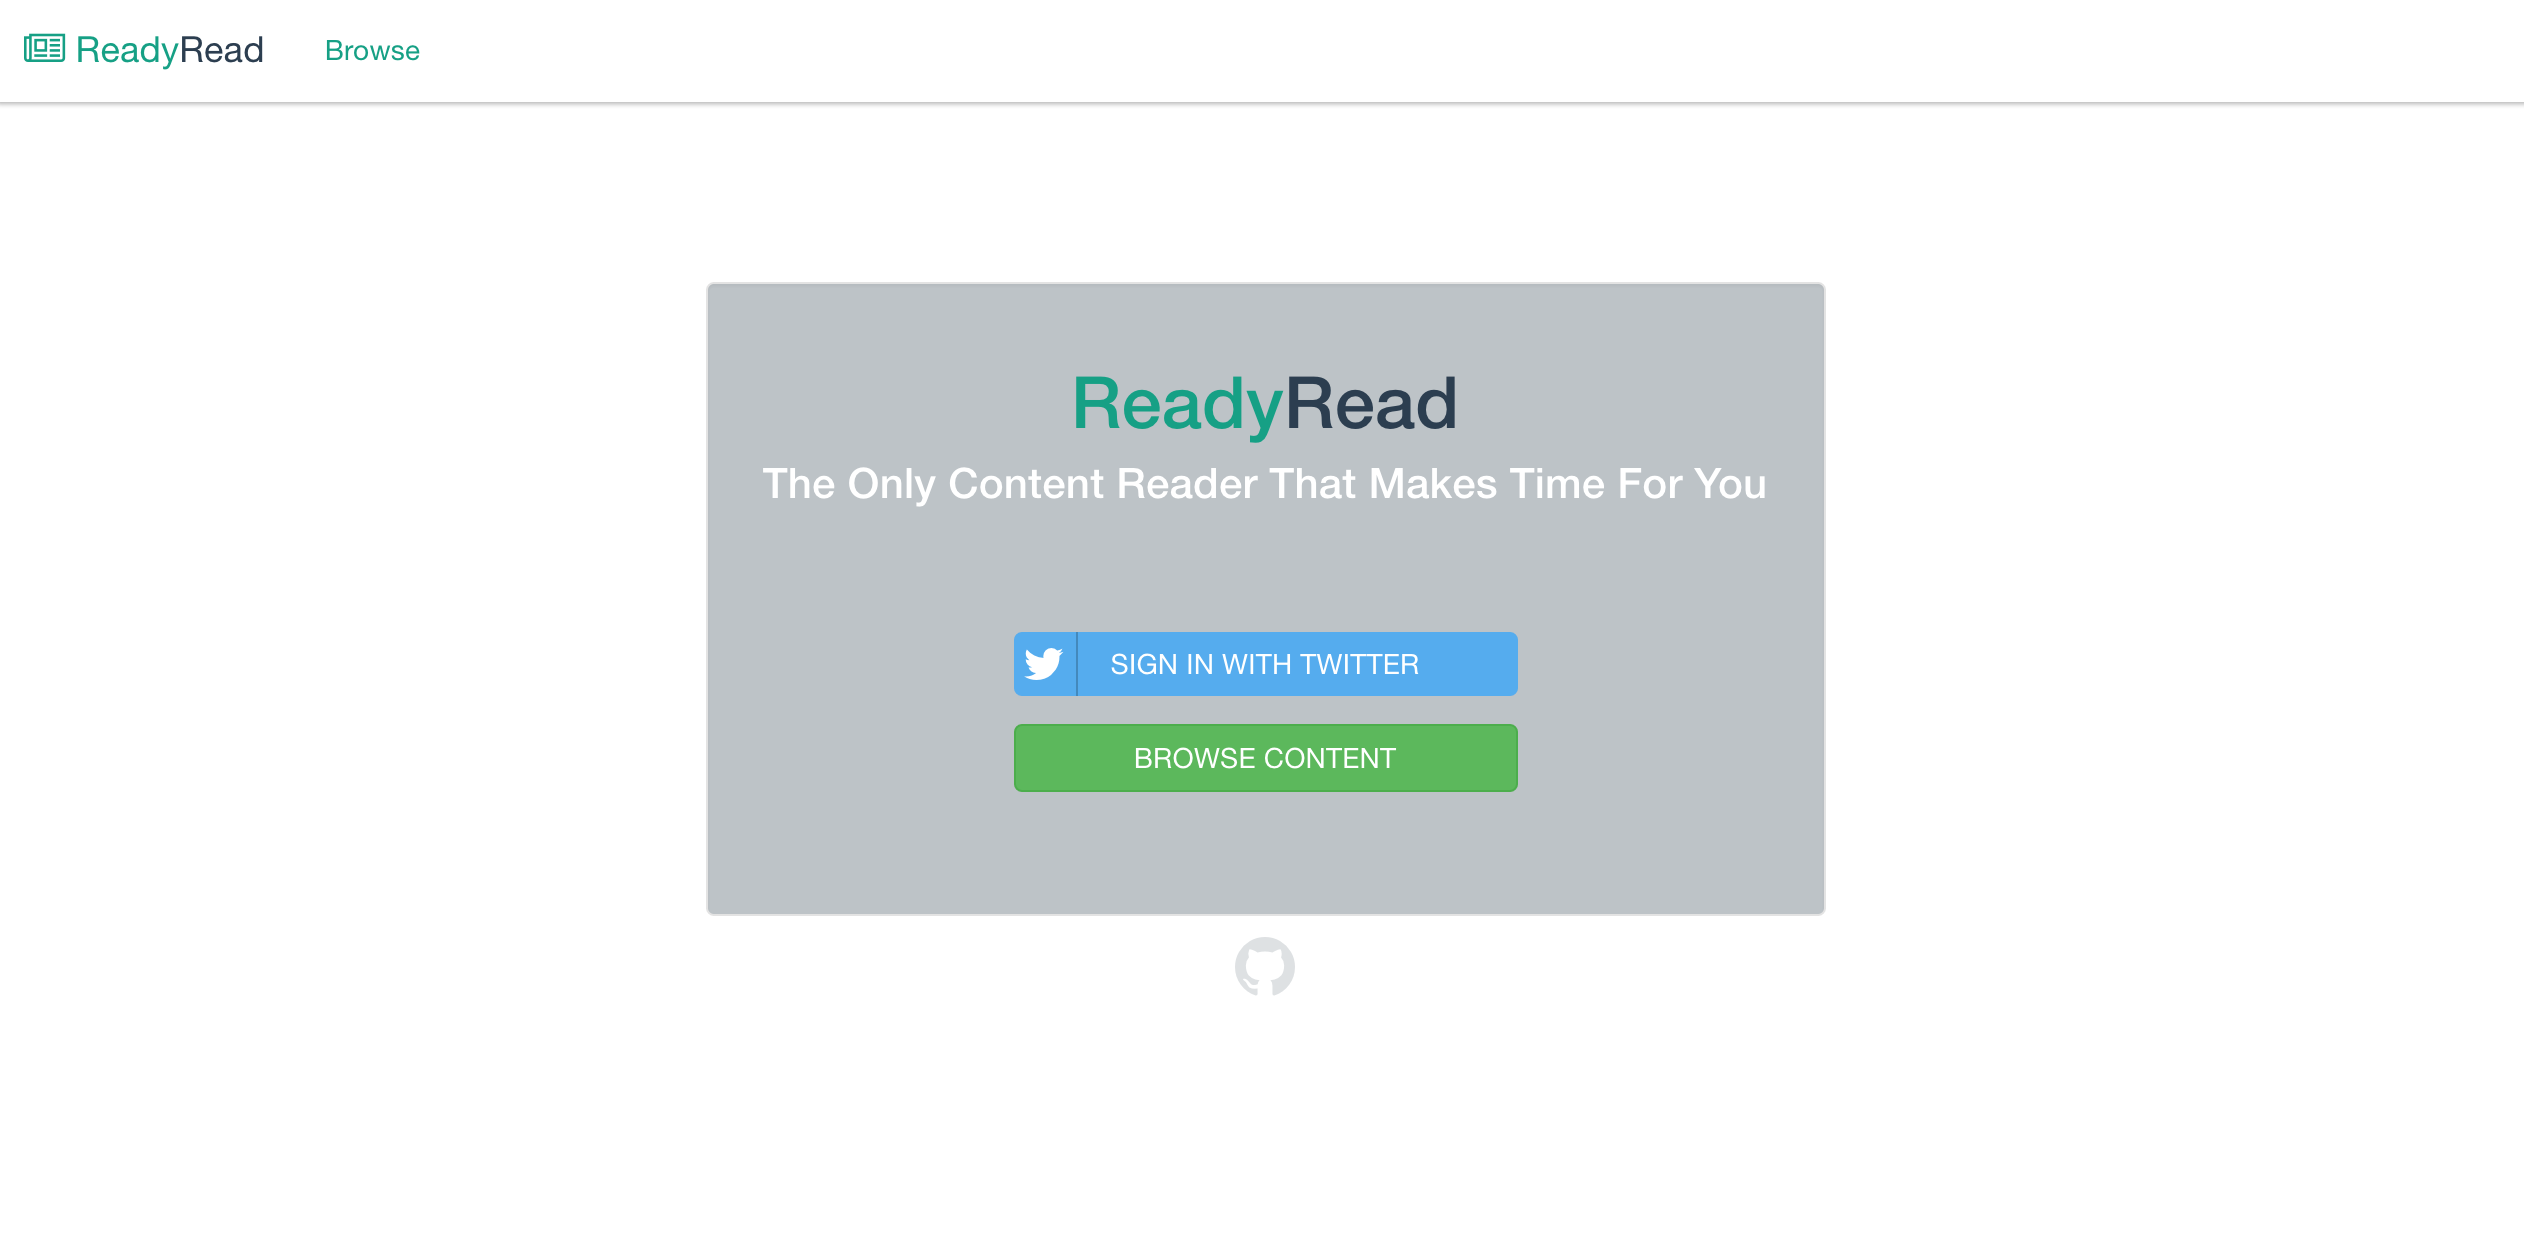 ReadyRead
Browse
ReadyRead
The Only Content Reader That Makes Time For You
SIGN IN WITH TWITTER
BROWSE CONTENT